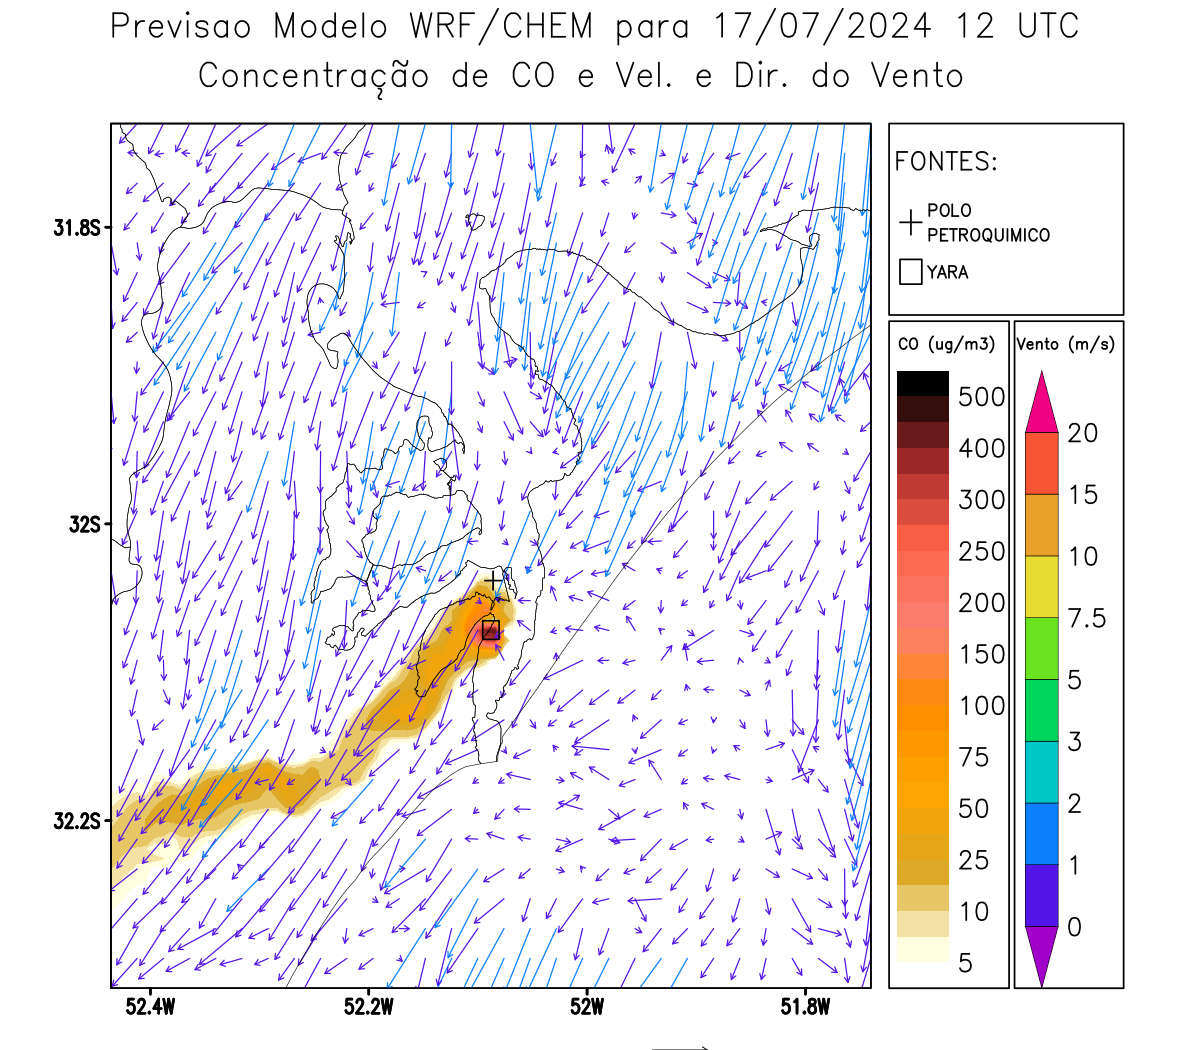 Previsao Modelo WRF/CHEM para 17/07/2024 12 UTC
Concentração de CO e Vel. e Dir. do Vento
FONTES:
POLO
PETROQUIMICO
YARA
CO (ug/m3)
500
400
300
250
200
150
100
75
50
25
10
5
Vento (m/s)
20
15
10
7.5
5
3
2
1
0
31.8S
32S
32.2S
52.4W
52.2W
52W
51.8W